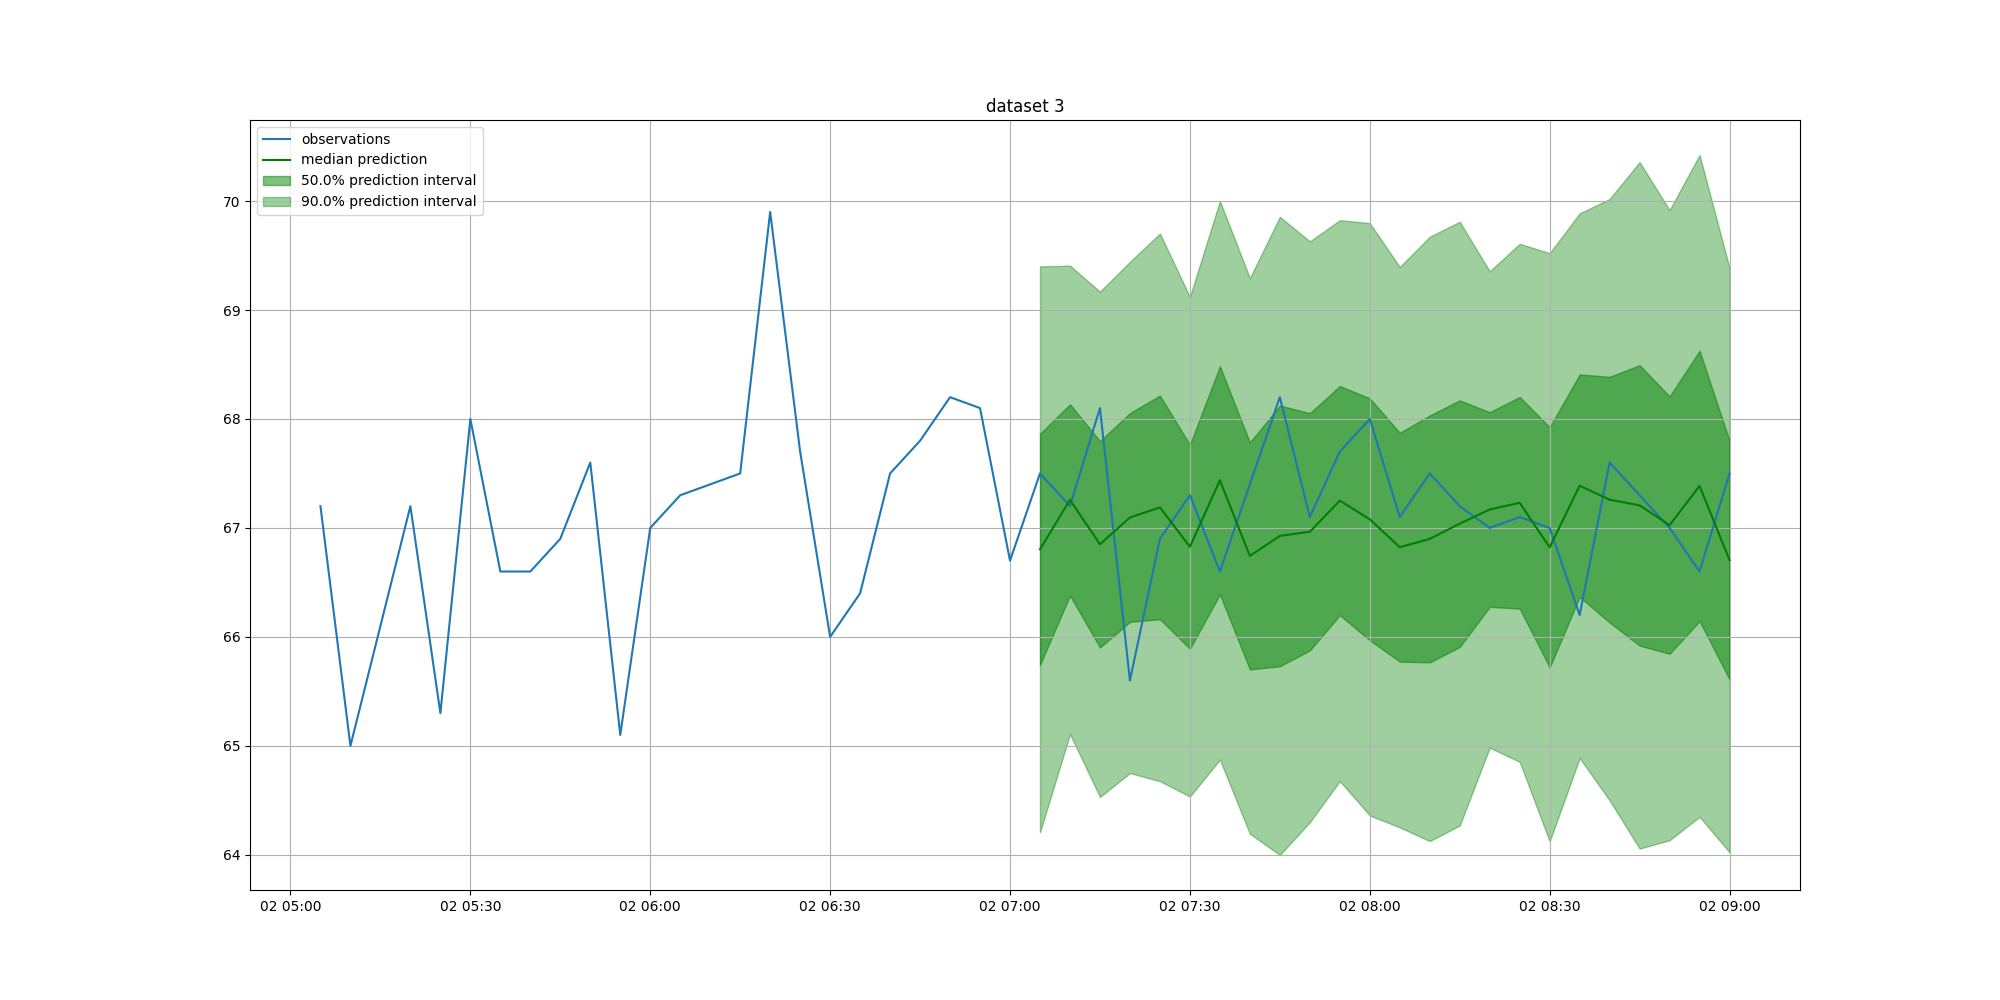 dataset 3
observations
median prediction
50.0% prediction interval
90.0% prediction interval
70
69
68
67
66
65
64
02 05:00 02 05:30 02 06:00 02 06:30 02 07:00 02 07:30 02 08:00 02 08:30 02 09:00